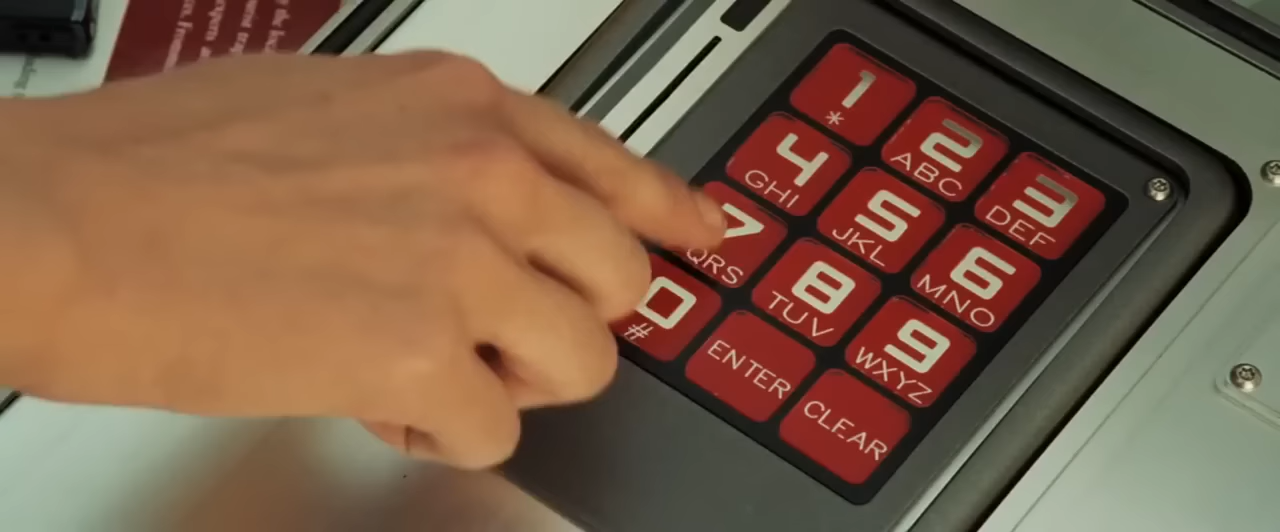 1 2 3
* ABC DEF
4 5 6
GHI JKL MNO
7 8 9
QRS TUV WXYZ
0 ENTER CLEAR
#